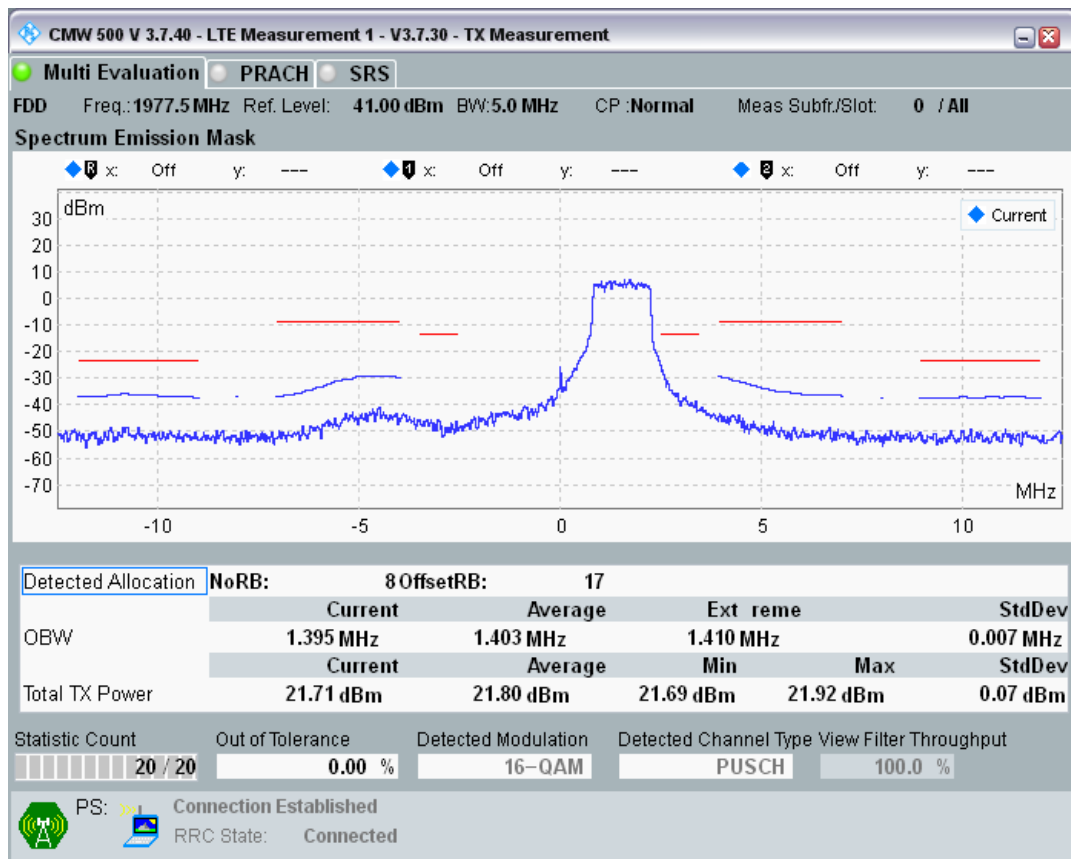 CMW 500 V 3.7.40 - LTE Measurement 1 - V3.7.30 - TX Measurement
Multi Evaluation PRACH SRS
FDD Freq.:1977.5 MHz Ref. Level: 41.00 dBm BW:5.0 MHz CP :Normal Meas Subfr./Slot: 0 / All
Spectrum Emission Mask
R x: Off y: --- 1 x: Off y: --- 2 x: Off y: ---
dBm
Current
30
20
10
0
-10
-20
-30
-40
-50
-60
-70
MHz
-10 -5 0 5 10
Detected Allocation NoRB: 8 OffsetRB: 17
Current Average Ext reme StdDev
OBW 1.395 MHz 1.403 MHz 1.410 MHz 0.007 MHz
Current Average Min Max StdDev
Total TX Power 21.71 dBm 21.80 dBm 21.69 dBm 21.92 dBm 0.07 dBm
Statistic Count Out of Tolerance Detected Modulation Detected Channel Type View Filter Throughput
20 / 20 0.00 % 16-QAM PUSCH 100.0 %
PS: Connection Established
RRC State: Connected